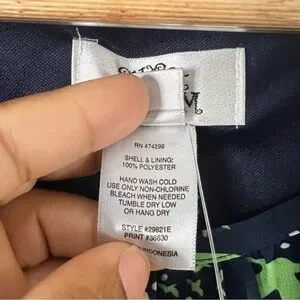 RN #74299
SHELL & LINING:
100% POLYESTER
HAND WASH COLD
USE ONLY NON-CHLORINE
BLEACH WHEN NEEDED
TUMBLE DRY LOW
OR HANG DRY
STYLE #29821E
PRINT #36630
INDONESIA